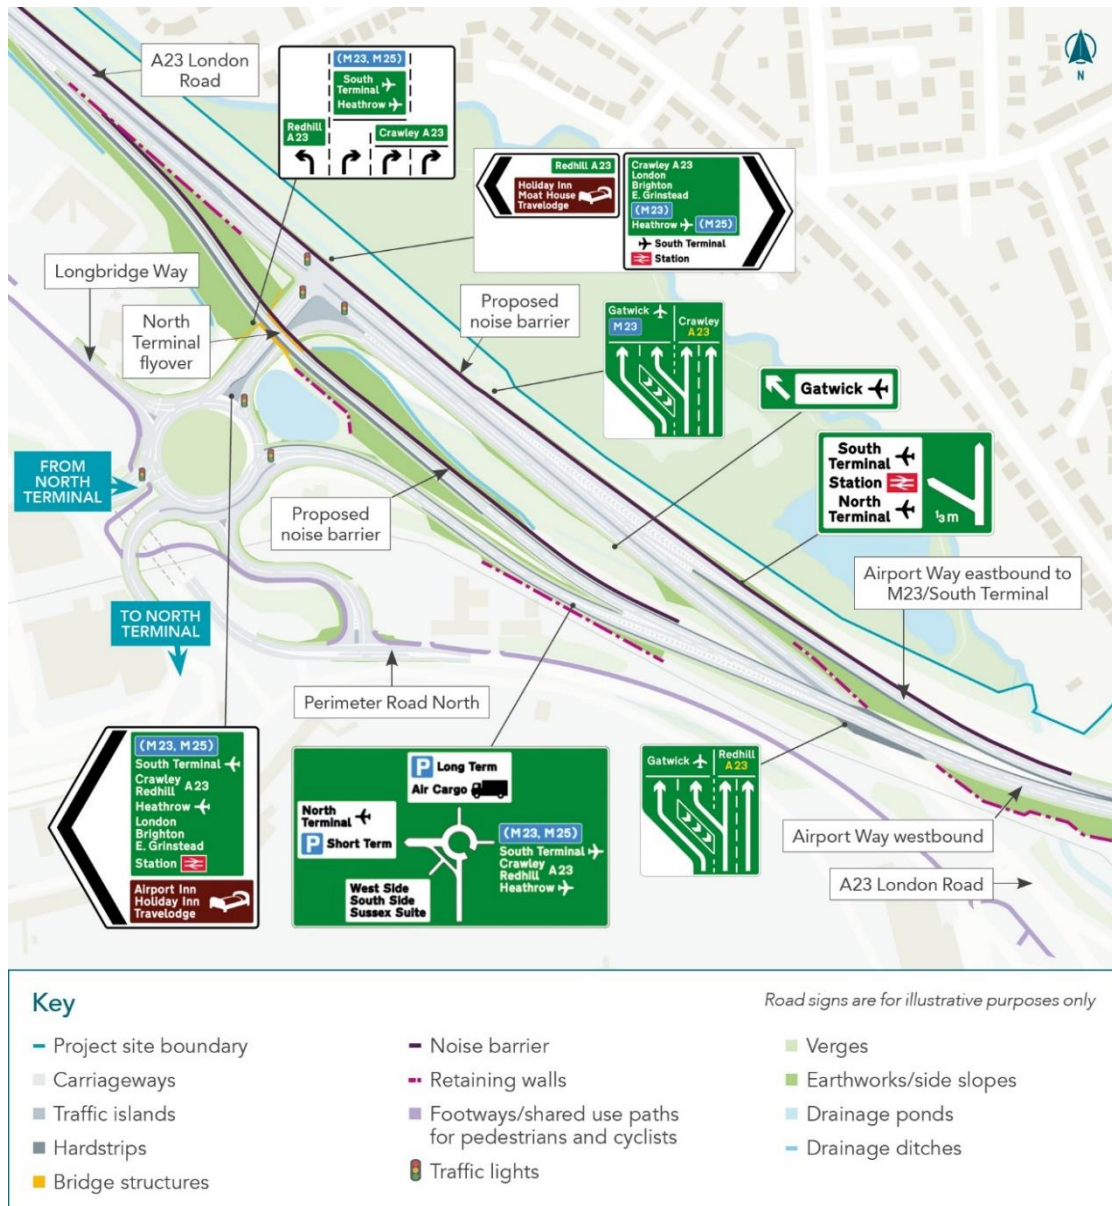 A23 London
Road
N
(M23, M25)
South
Terminal
Heathrow
Redhill
A23
Crawley A23
Redhill A23
Holiday Inn
Moat House
Travelodge
Crawley A23
London
Brighton
E. Grinstead
(M23)
Heathrow (M25)
South Terminal
Station
Longbridge Way
North
Terminal
flyover
Proposed
noise barrier
Gatwick
M23
Crawley
A23
Gatwick
South
Terminal
Station
North
Terminal
1/3 m
FROM
NORTH
TERMINAL
Proposed
noise barrier
Airport Way eastbound to
M23/South Terminal
TO NORTH
TERMINAL
Perimeter Road North
(M23, M25)
South Terminal
Crawley
Redhill A23
Heathrow
London
Brighton
E. Grinstead
Station
Airport Inn
Holiday Inn
Travelodge
P Long Term
Air Cargo
North
Terminal
P Short Term
(M23, M25)
South Terminal
Crawley
Redhill A23
Heathrow
West Side
South Side
Sussex Suite
Gatwick
Redhill
A23
Airport Way westbound
A23 London Road
Key
Road signs are for illustrative purposes only
Project site boundary
Carriageways
Traffic islands
Hardstrips
Bridge structures
Noise barrier
Retaining walls
Footways/shared use paths
for pedestrians and cyclists
Traffic lights
Verges
Earthworks/side slopes
Drainage ponds
Drainage ditches